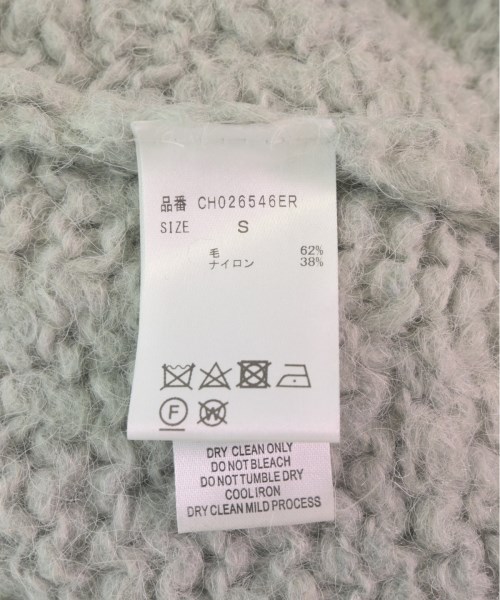 品番 CH026546ER
SIZE S
毛 62%
ナイロン 38%
F
W
DRY CLEAN ONLY
DO NOT BLEACH
DO NOT TUMBLE DRY
COOL IRON
DRY CLEAN MILD PROCESS